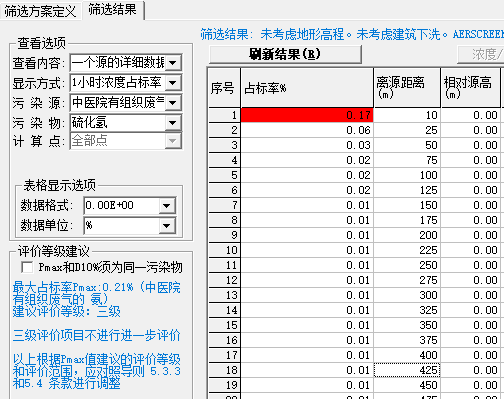 筛选方案定义 筛选结果
筛选结果: 未考虑地形高程。未考虑建筑下洗。AERSCREEN
查看选项
查看内容: 一个源的详细数据
显示方式: 1小时浓度占标率
污 染 源: 中医院有组织废气
污 染 物: 硫化氢
计 算 点: 全部点
表格显示选项
数据格式: 0.00E+00
数据单位: %
评价等级建议
Pmax和D10%须为同一污染物
最大占标率Pmax:0.21% (中医院
有组织废气的 氨)
建议评价等级: 三级
三级评价项目不进行进一步评价
以上根据Pmax值建议的评价等级
和评价范围,应对照导则 5.3.3
和5.4 条款进行调整
刷新结果(R) 浓度/
序号 占标率% 离源距离(m) 相对源高(m)
1 0.17 10 0.00
2 0.06 25 0.00
3 0.03 50 0.00
4 0.02 75 0.00
5 0.02 100 0.00
6 0.02 125 0.00
7 0.01 150 0.00
8 0.01 175 0.00
9 0.01 200 0.00
10 0.01 225 0.00
11 0.01 250 0.00
12 0.01 275 0.00
13 0.01 300 0.00
14 0.01 325 0.00
15 0.01 350 0.00
16 0.01 375 0.00
17 0.01 400 0.00
18 0.01 425 0.00
19 0.01 450 0.00